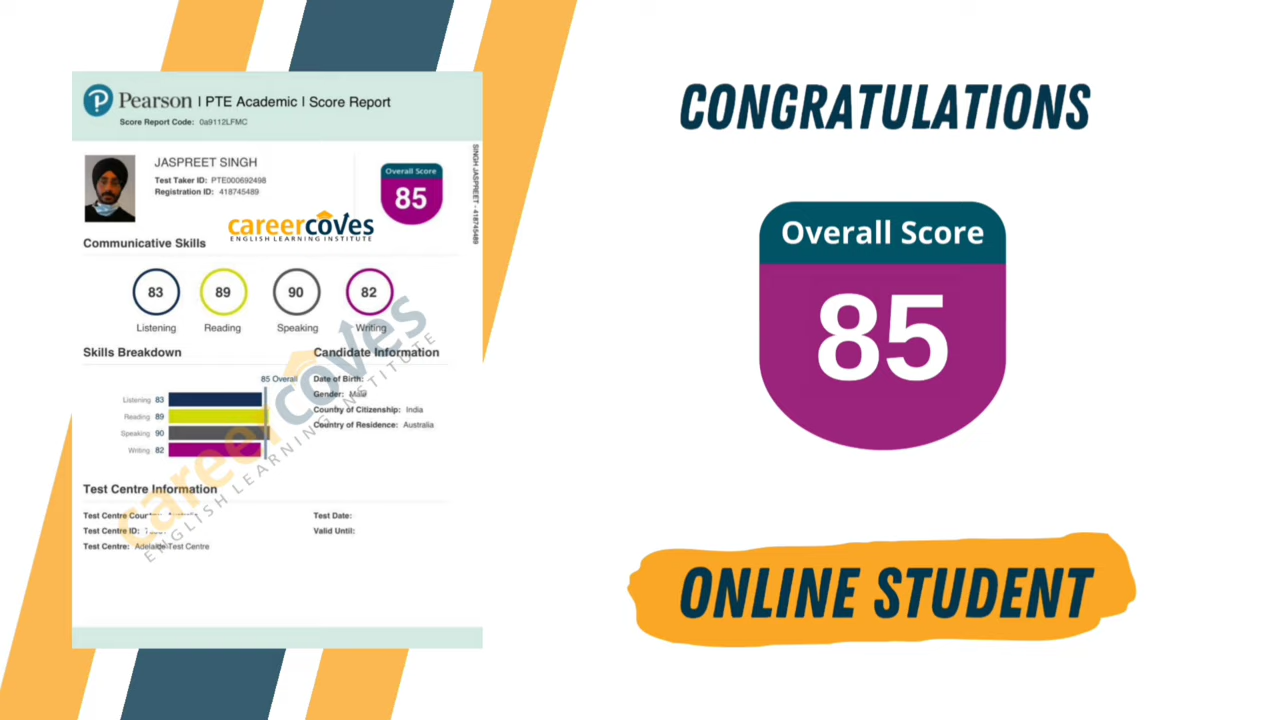 Pearson | PTE Academic | Score Report
Score Report Code: 0a9112LFMC
JASPREET SINGH
Test Taker ID: PTE000692498
Registration ID: 418745489
Overall Score
85
SINGH JASPREET - 418745489
careercoves
ENGLISH LEARNING INSTITUTE
Communicative Skills
83
89
90
82
Listening
Reading
Speaking
Writing
Skills Breakdown
85 Overall
Listening 83
Reading 89
Speaking 90
Writing 82
Candidate Information
Date of Birth:
Gender: Male
Country of Citizenship: India
Country of Residence: Australia
careercoves
ENGLISH LEARNING INSTITUTE
Test Centre Information
Test Centre
Test Centre ID:
Test Centre: Adelaide Test Centre
Test Date:
Valid Until:
CONGRATULATIONS
Overall Score
85
ONLINE STUDENT